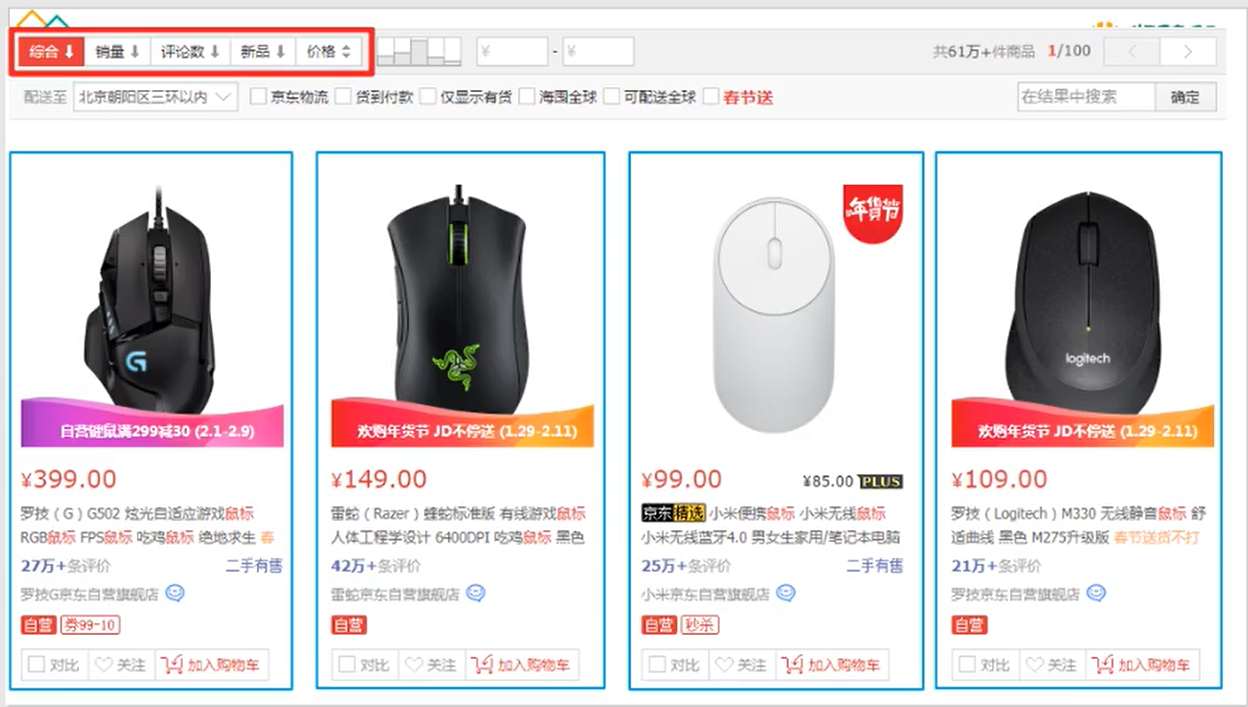 综合 销量 评论数 新品 价格 ¥ - ¥ 共61万+件商品 1/100 < >
配送至 北京朝阳区三环以内 京东物流 货到付款 仅显示有货 海囤全球 可配送全球 春节送 在结果中搜索 确定
G
自营键鼠满299减30 (2.1-2.9)
¥399.00
罗技（G）G502 炫光自适应游戏鼠标
RGB鼠标 FPS鼠标 吃鸡鼠标 绝地求生 春
27万+条评价 二手有售
罗技G京东自营旗舰店
自营 券99-10
对比 关注 加入购物车
欢购年货节 JD不停送 (1.29-2.11)
¥149.00
雷蛇（Razer）蝰蛇标准版 有线游戏鼠标
人体工程学设计 6400DPI 吃鸡鼠标 黑色
42万+条评价
雷蛇京东自营旗舰店
自营
对比 关注 加入购物车
年货节
¥99.00 ¥85.00 PLUS
京东精选 小米便携鼠标 小米无线鼠标
小米无线蓝牙4.0 男女生家用/笔记本电脑
25万+条评价 二手有售
小米京东自营旗舰店
自营 秒杀
对比 关注 加入购物车
logitech
欢购年货节 JD不停送 (1.29-2.11)
¥109.00
罗技（Logitech）M330 无线静音鼠标 舒
适曲线 黑色 M275升级版 春节送货不打
21万+条评价
罗技京东自营旗舰店
自营
对比 关注 加入购物车